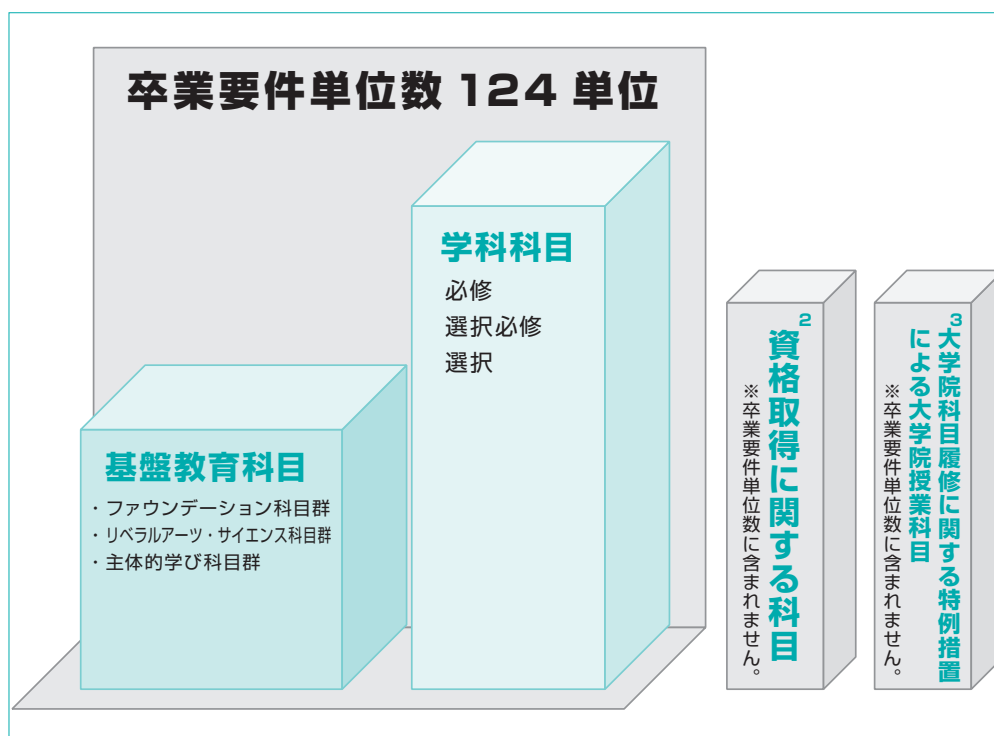 卒業要件単位数 124 単位
学科科目
必修
選択必修
選択
基盤教育科目
・ファウンデーション科目群
・リベラルアーツ・サイエンス科目群
・主体的学び科目群
資格取得に関する科目2
※卒業要件単位数に含まれません。
大学院科目履修に関する特例措置3
による大学院授業科目
※卒業要件単位数に含まれません。